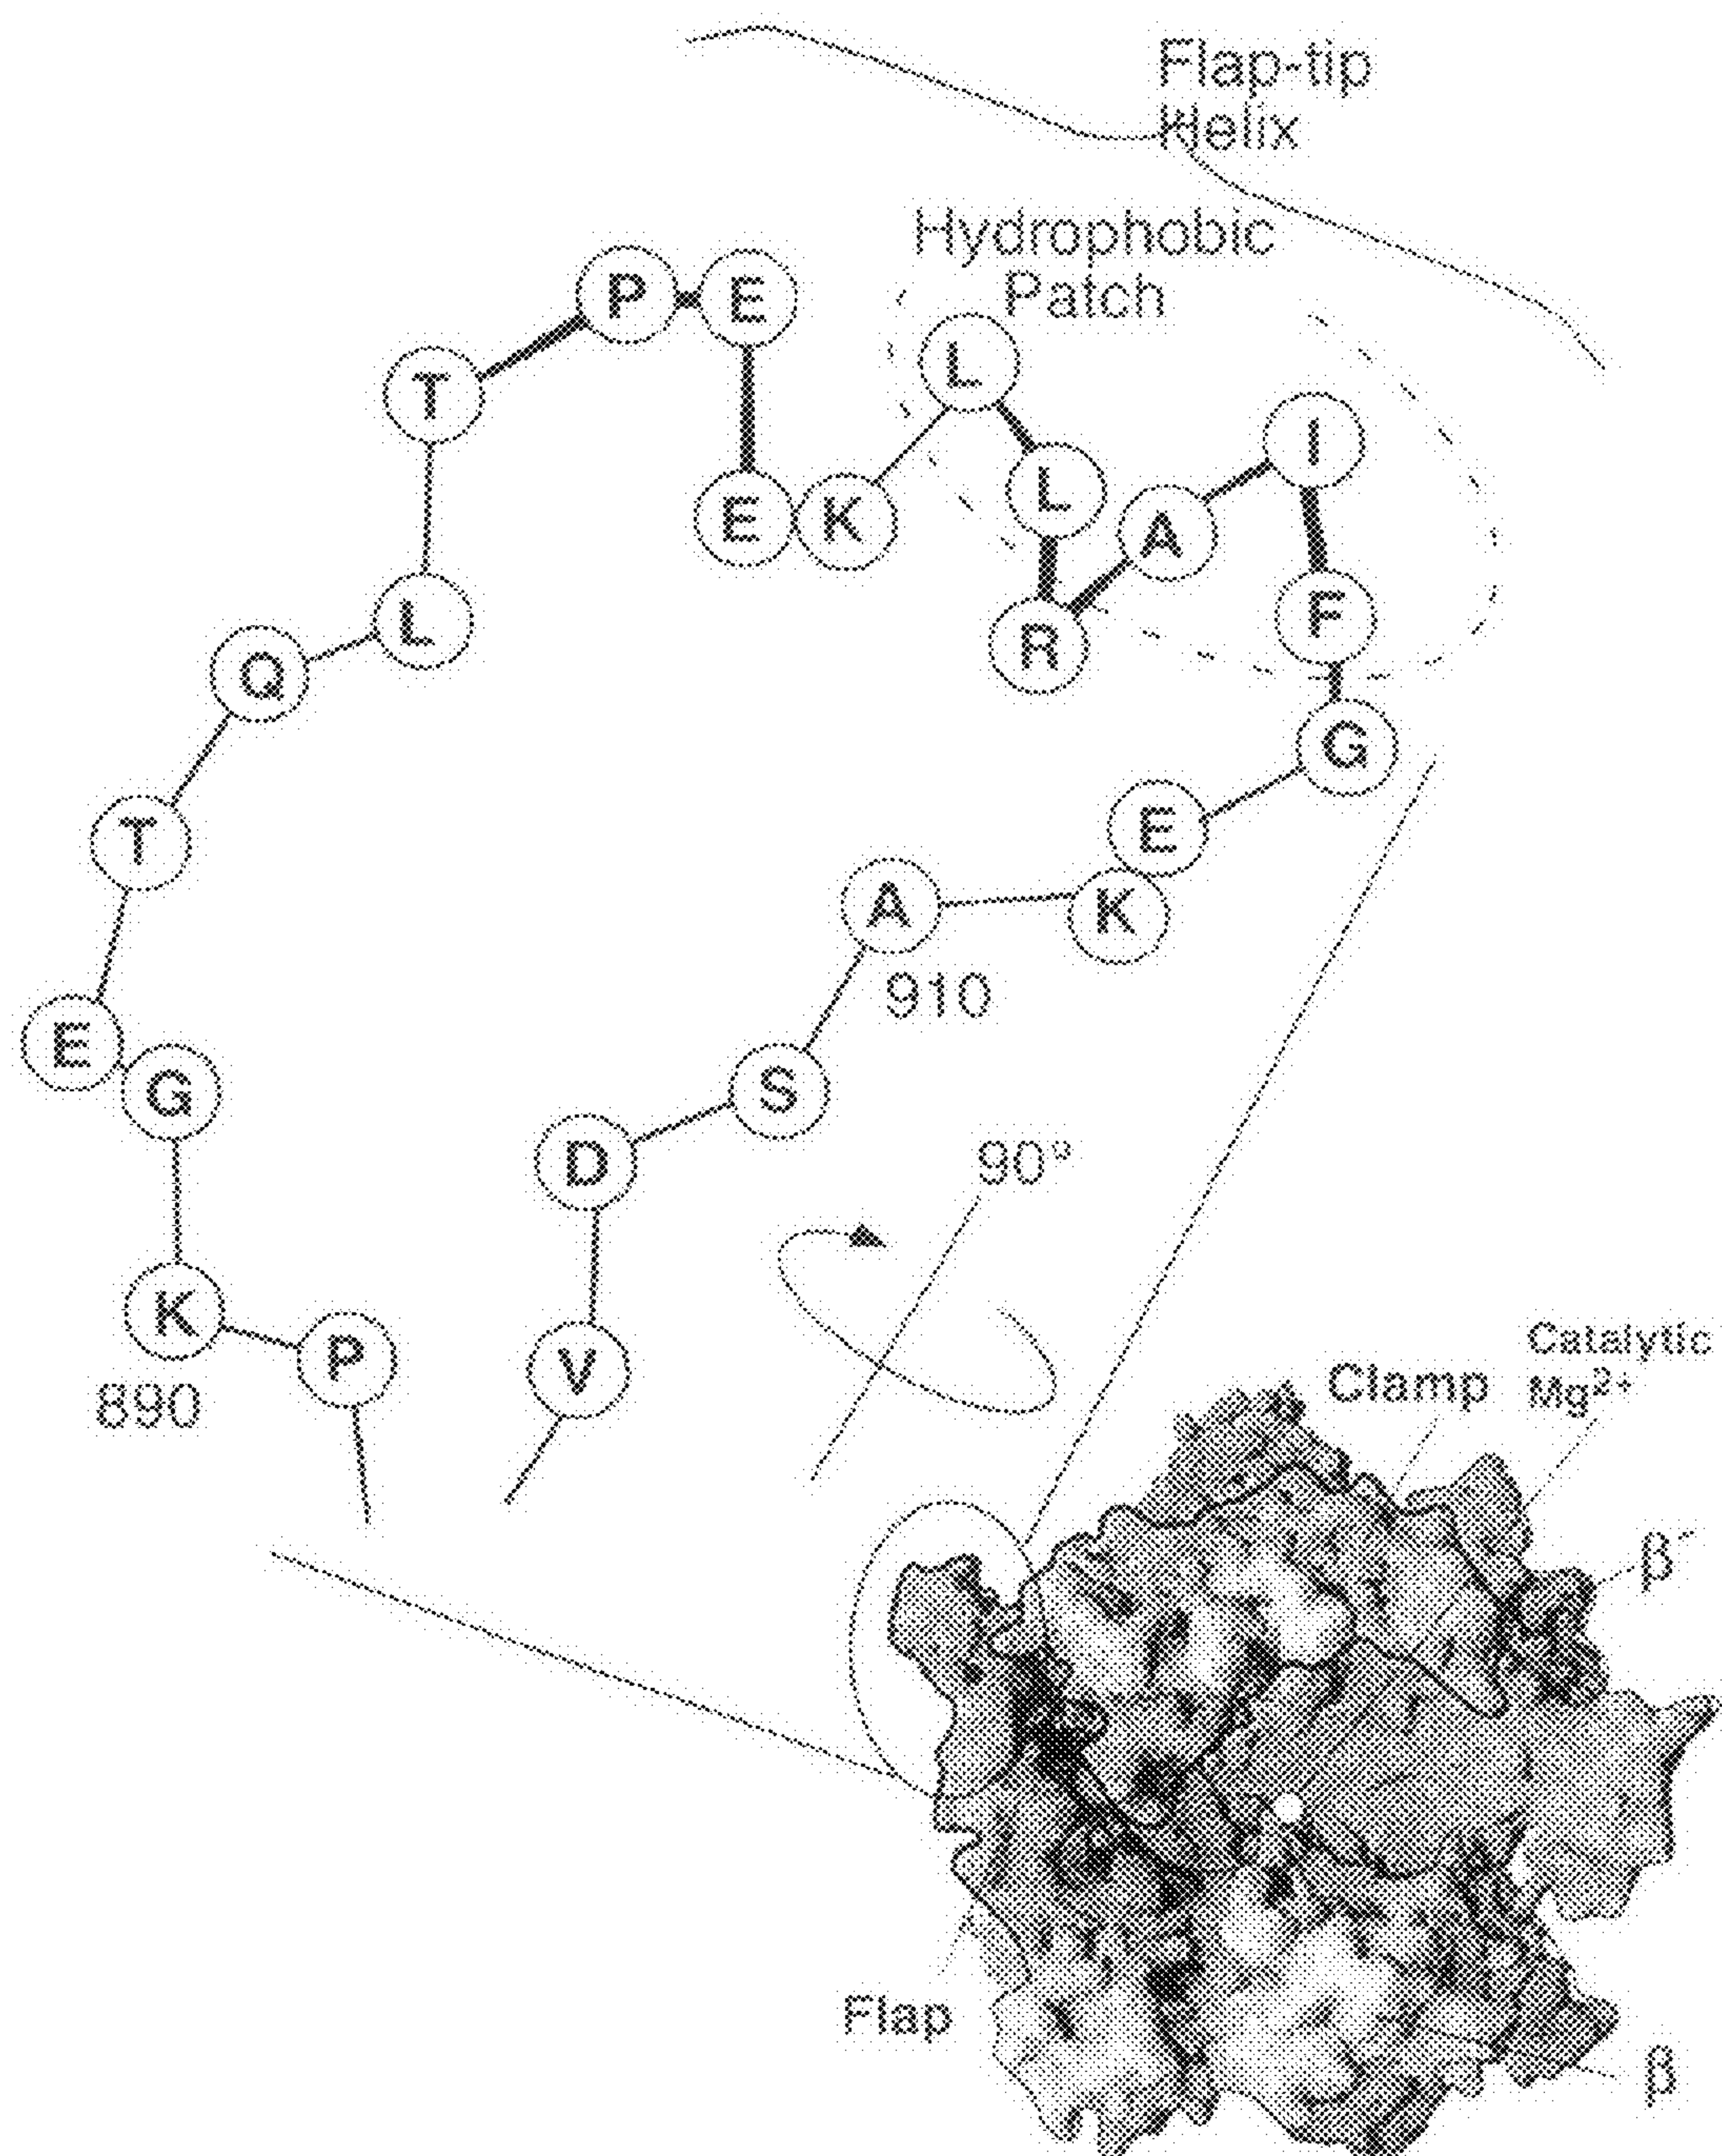 Flap-tip
Helix
Hydrophobic
Patch
P
E
L
T
I
L
A
E
K
F
L
R
Q
G
T
E
K
A
910
E
G
S
D
90°
K
P
V
890
Catalytic
Mg2+
Clamp
β'
Flap
β